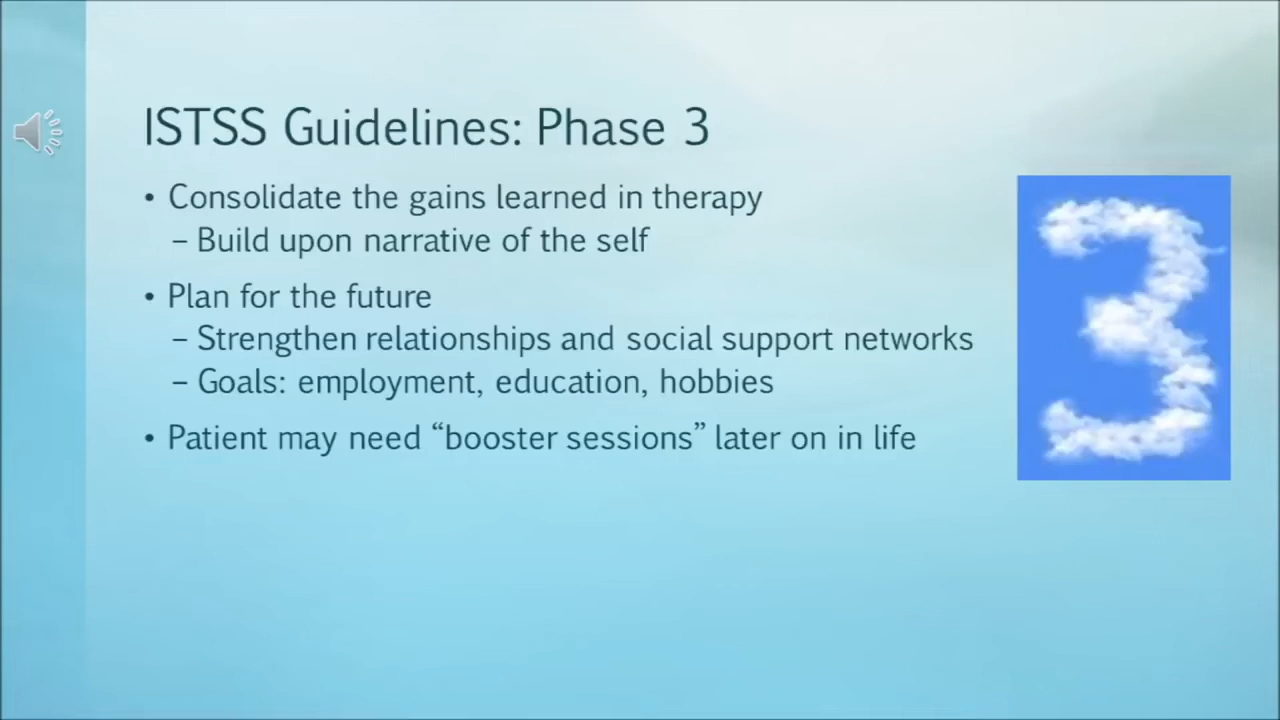 ISTSS Guidelines: Phase 3
• Consolidate the gains learned in therapy
– Build upon narrative of the self
• Plan for the future
– Strengthen relationships and social support networks
– Goals: employment, education, hobbies
• Patient may need “booster sessions” later on in life
3